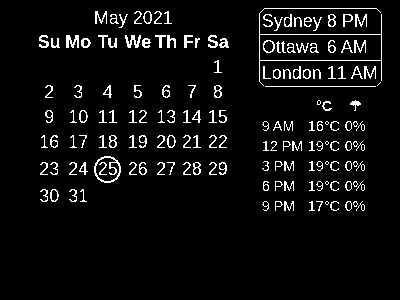 May 2021
Su Mo Tu We Th Fr Sa
1
2 3 4 5 6 7 8
9 10 11 12 13 14 15
16 17 18 19 20 21 22
23 24 25 26 27 28 29
30 31
Sydney 8 PM
Ottawa 6 AM
London 11 AM
°C ☂
9 AM 16°C 0%
12 PM 19°C 0%
3 PM 19°C 0%
6 PM 19°C 0%
9 PM 17°C 0%